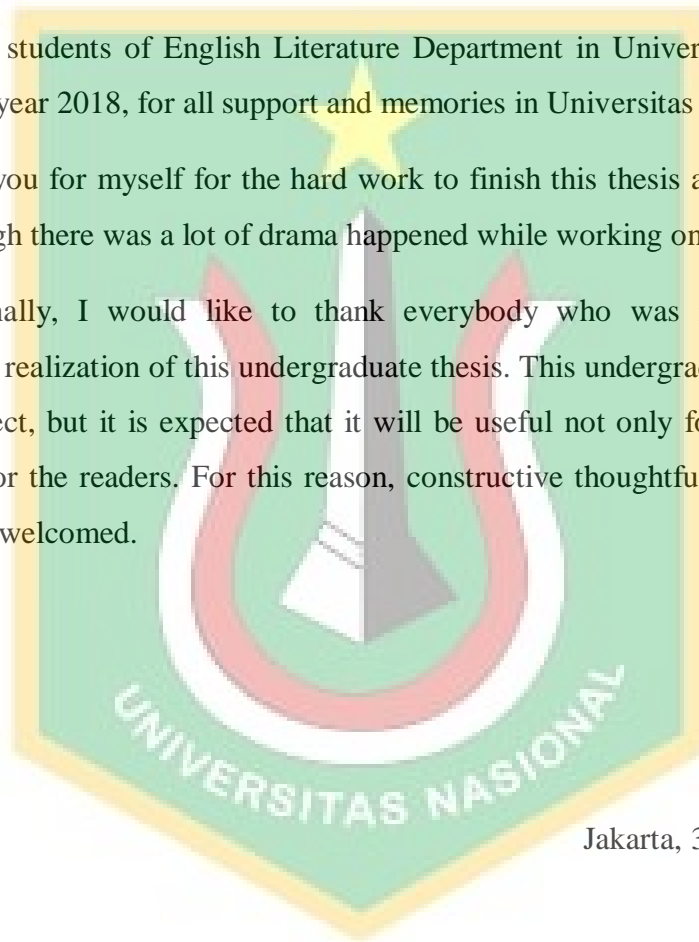 students of English Literature Department in Univer
year 2018, for all support and memories in Universitas
you for myself for the hard work to finish this thesis a
gh there was a lot of drama happened while working on
nally, I would like to thank everybody who was
realization of this undergraduate thesis. This undergrad
ect, but it is expected that it will be useful not only fo
or the readers. For this reason, constructive thoughtfu
welcomed.
UNIVERSITAS NASIONAL
Jakarta, 3